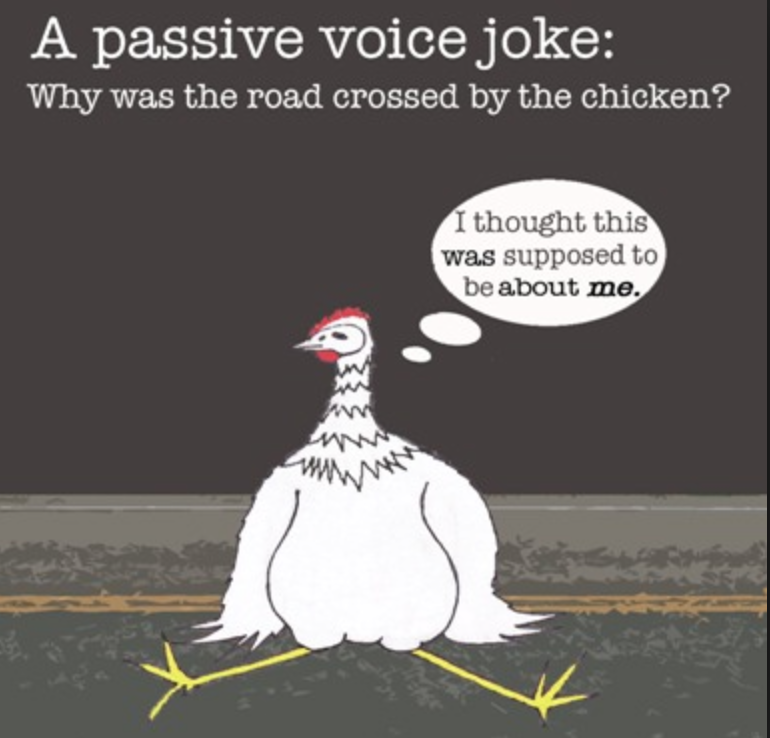 A passive voice joke:
Why was the road crossed by the chicken?
I thought this
was supposed to
be about me.